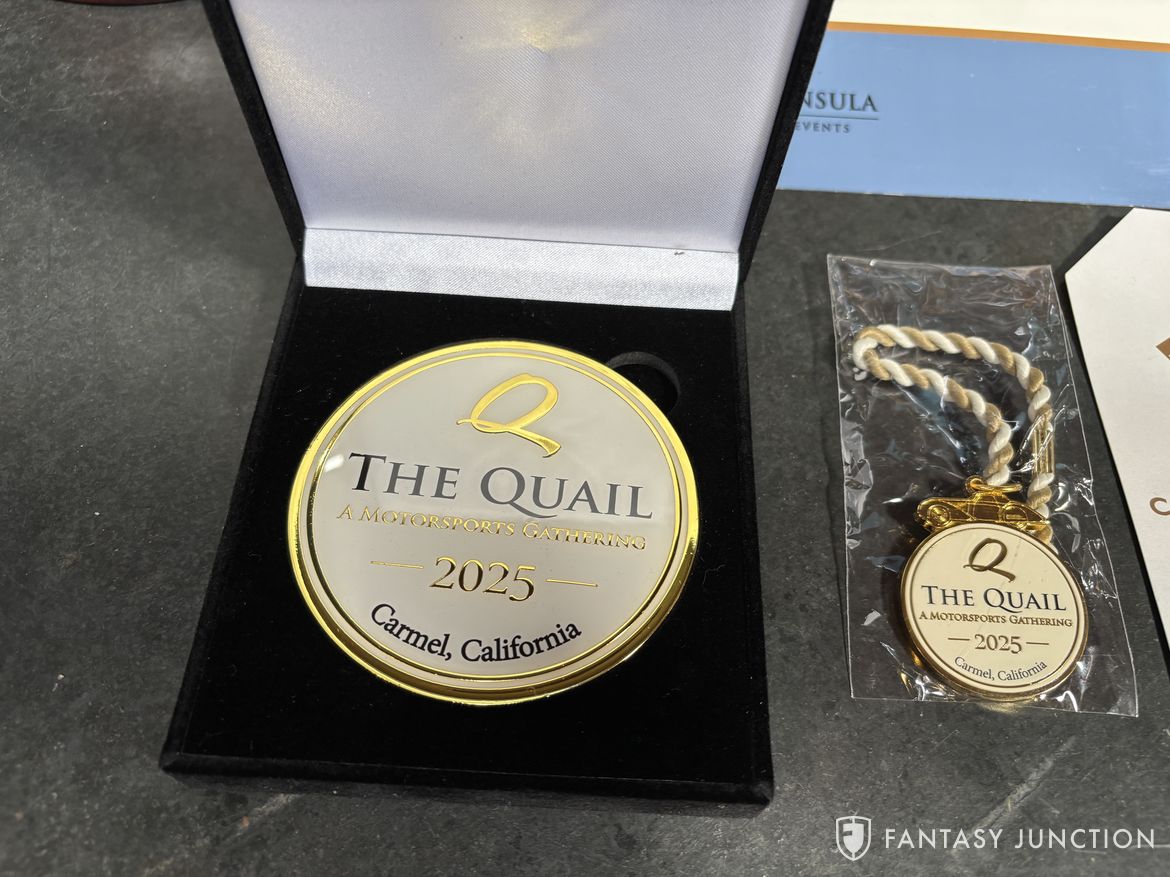 NSULA
EVENTS
Q
THE QUAIL
A MOTORSPORTS GATHERING
2025
Carmel, California
Q
THE QUAIL
A MOTORSPORTS GATHERING
2025
Carmel, California
C
FANTASY JUNCTION